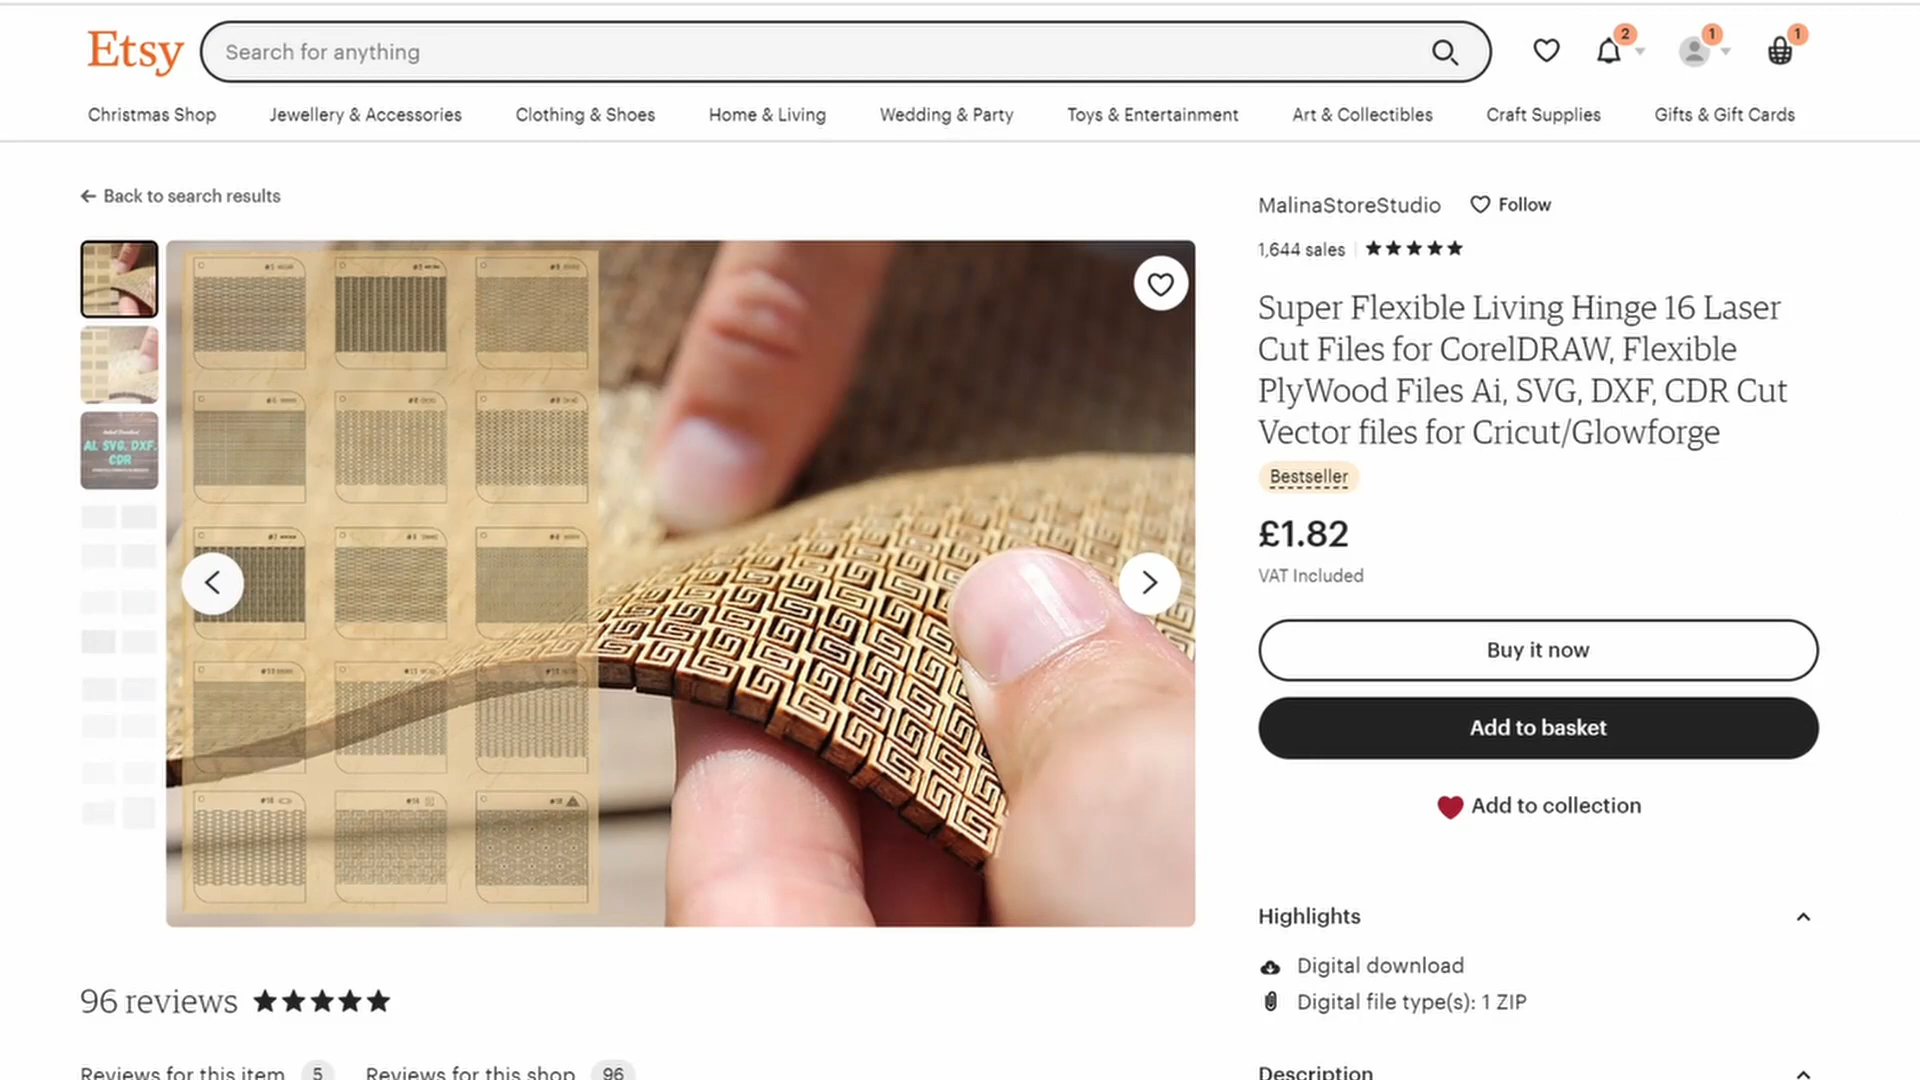 Etsy
Search for anything
2
1
1
Christmas Shop
Jewellery & Accessories
Clothing & Shoes
Home & Living
Wedding & Party
Toys & Entertainment
Art & Collectibles
Craft Supplies
Gifts & Gift Cards
Back to search results
MalinaStoreStudio
Follow
1,644 sales
Super Flexible Living Hinge 16 Laser
Cut Files for CorelDRAW, Flexible
PlyWood Files Ai, SVG, DXF, CDR Cut
Vector files for Cricut/Glowforge
Bestseller
£1.82
VAT Included
Buy it now
Add to basket
Add to collection
AI, SVG, DXF,
CDR
Highlights
Digital download
Digital file type(s): 1 ZIP
Description
96 reviews
Reviews for this item 5
Reviews for this shop 96